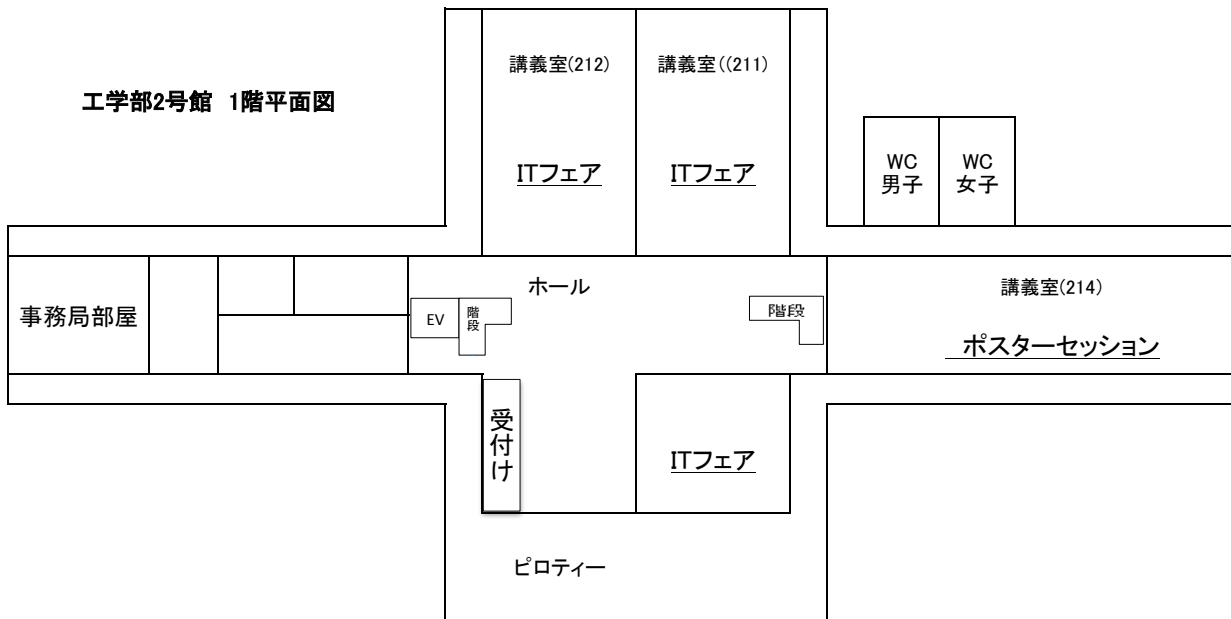 講義室(212)
講義室((211)
工学部2号館 1階平面図
ITフェア
ITフェア
WC
男子
WC
女子
ホール
講義室(214)
事務局部屋
EV
階段
階段
ポスターセッション
受付け
ITフェア
ピロティー